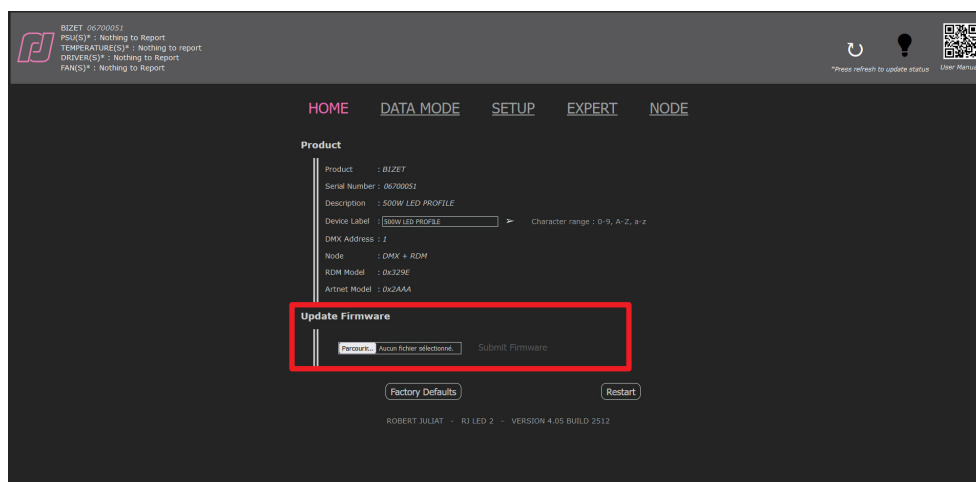 BIZET 06700051
PSU(S)* : Nothing to Report
TEMPERATURE(S)* : Nothing to report
DRIVER(S)* : Nothing to Report
FAN(S)* : Nothing to Report
*Press refresh to update status
User Manua
HOME DATA MODE SETUP EXPERT NODE
Product
Product : BIZET
Serial Number : 06700051
Description : 500W LED PROFILE
Device Label : 500W LED PROFILE ➢ Character range : 0-9, A-Z, a-z
DMX Address : 1
Node : DMX + RDM
RDM Model : 0x329E
Artnet Model : 0x2AAA
Update Firmware
Parcourir... Aucun fichier sélectionné. Submit Firmware
Factory Defaults Restart
ROBERT JULIAT - RJ LED 2 - VERSION 4.05 BUILD 2512